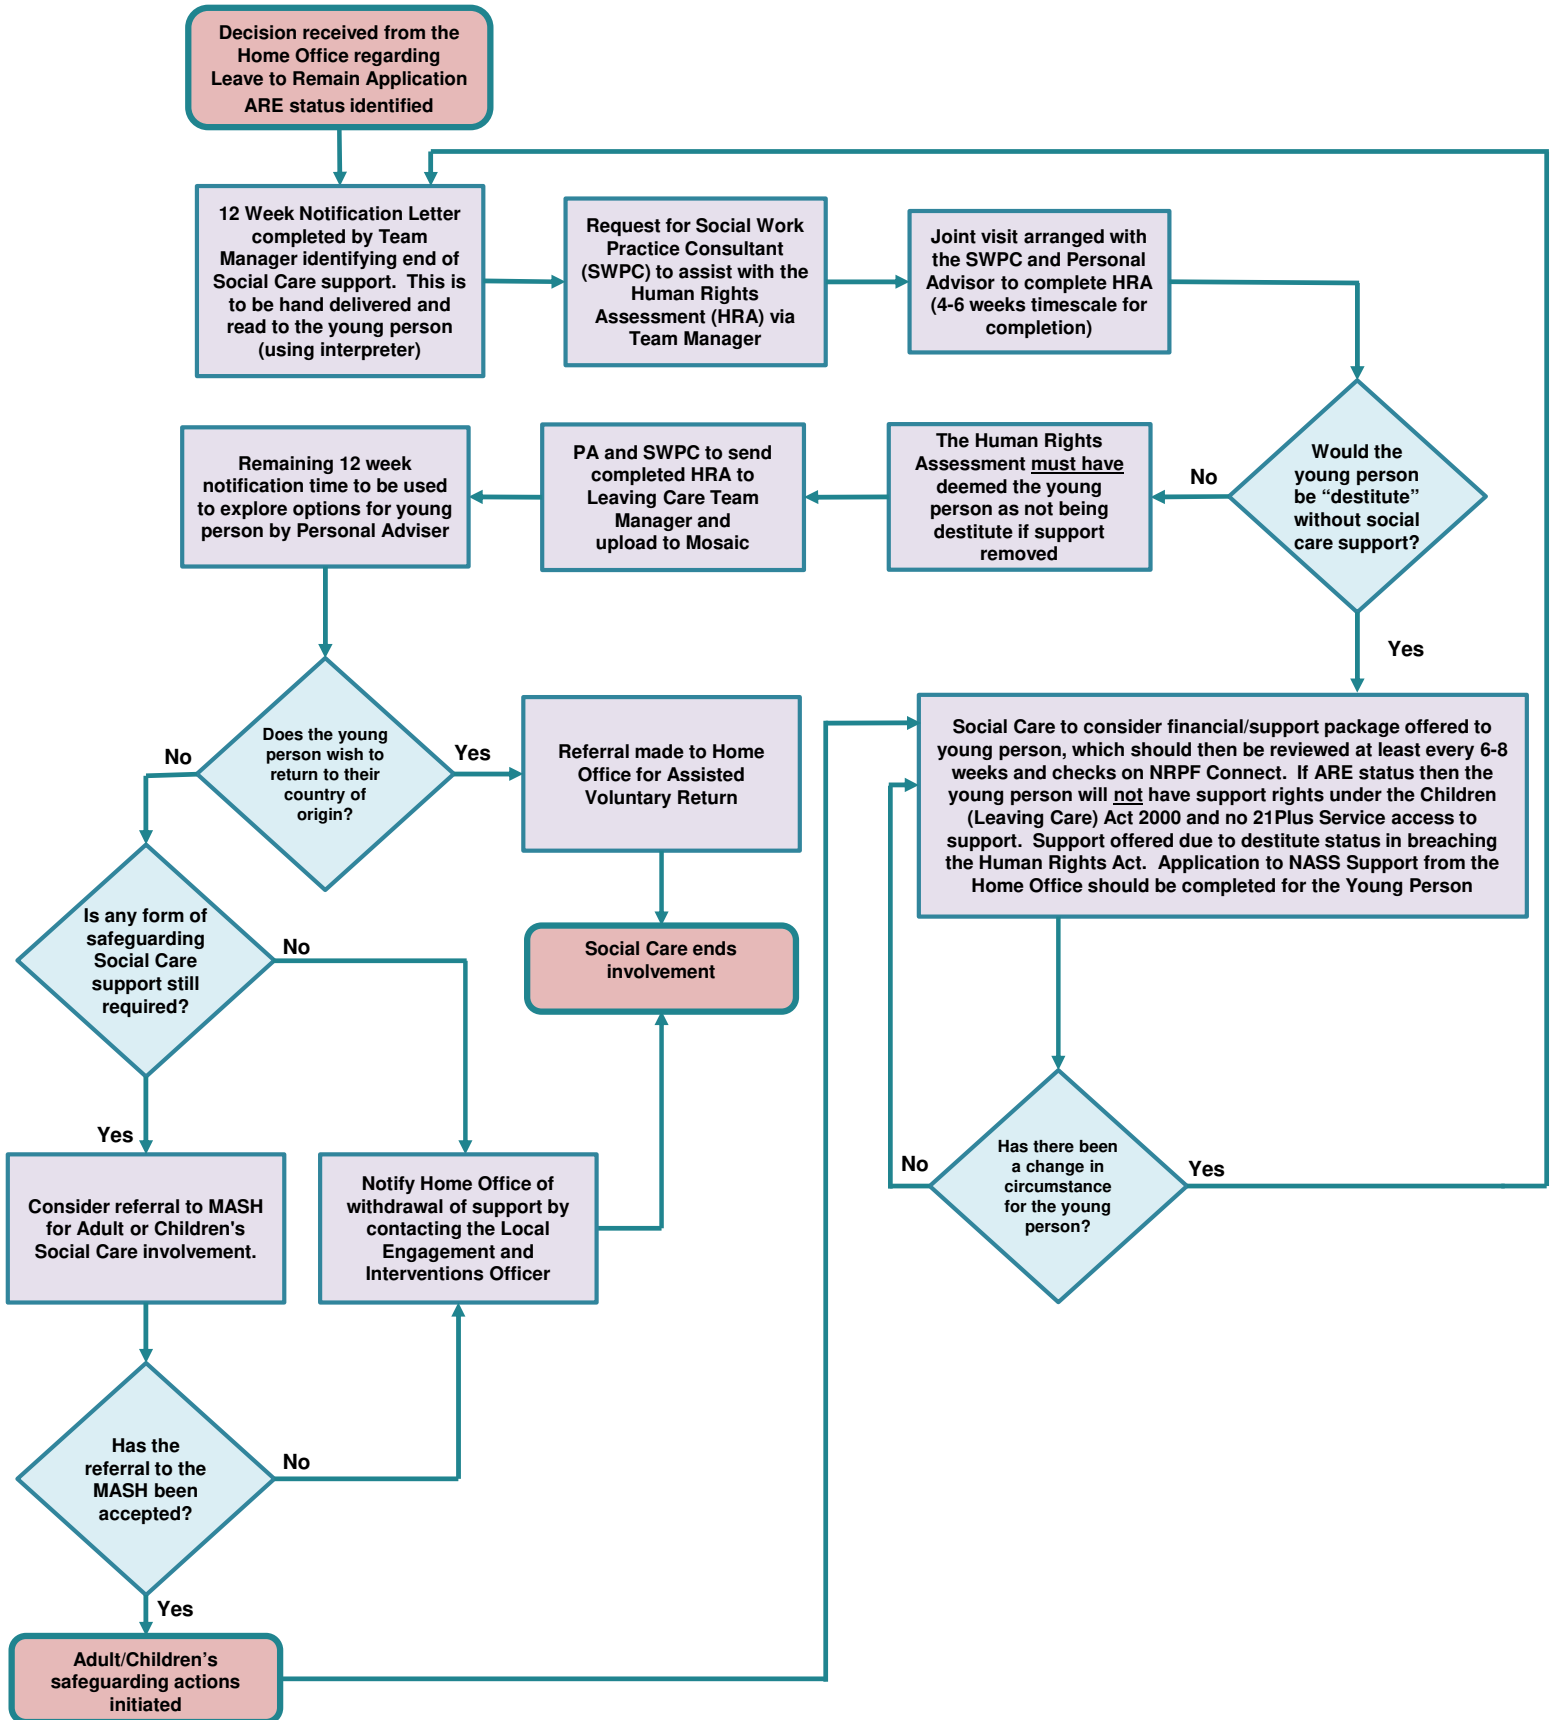 Decision received from the
Home Office regarding
Leave to Remain Application
ARE status identified
12 Week Notification Letter
completed by Team
Manager identifying end of
Social Care support.  This is
to be hand delivered and
read to the young person
(using interpreter)
Request for Social Work
Practice Consultant
(SWPC) to assist with the
Human Rights
Assessment (HRA) via
Team Manager
Joint visit arranged with
the SWPC and Personal
Advisor to complete HRA
(4-6 weeks timescale for
completion)
Would the
young person
be “destitute”
without social
care support?
No
Yes
The Human Rights
Assessment must have
deemed the young
person as not being
destitute if support
removed
PA and SWPC to send
completed HRA to
Leaving Care Team
Manager and
upload to Mosaic
Remaining 12 week
notification time to be used
to explore options for young
person by Personal Adviser
Does the young
person wish to
return to their
country of
origin?
No
Yes
Referral made to Home
Office for Assisted
Voluntary Return
Social Care ends
involvement
Social Care to consider financial/support package offered to
young person, which should then be reviewed at least every 6-8
weeks and checks on NRPF Connect.  If ARE status then the
young person will not have support rights under the Children
(Leaving Care) Act 2000 and no 21Plus Service access to
support.  Support offered due to destitute status in breaching
the Human Rights Act.  Application to NASS Support from the
Home Office should be completed for the Young Person
Is any form of
safeguarding
Social Care
support still
required?
No
Yes
Consider referral to MASH
for Adult or Children's
Social Care involvement.
Notify Home Office of
withdrawal of support by
contacting the Local
Engagement and
Interventions Officer
Has there been
a change in
circumstance
for the young
person?
No
Yes
Has the
referral to the
MASH been
accepted?
No
Yes
Adult/Children’s
safeguarding actions
initiated